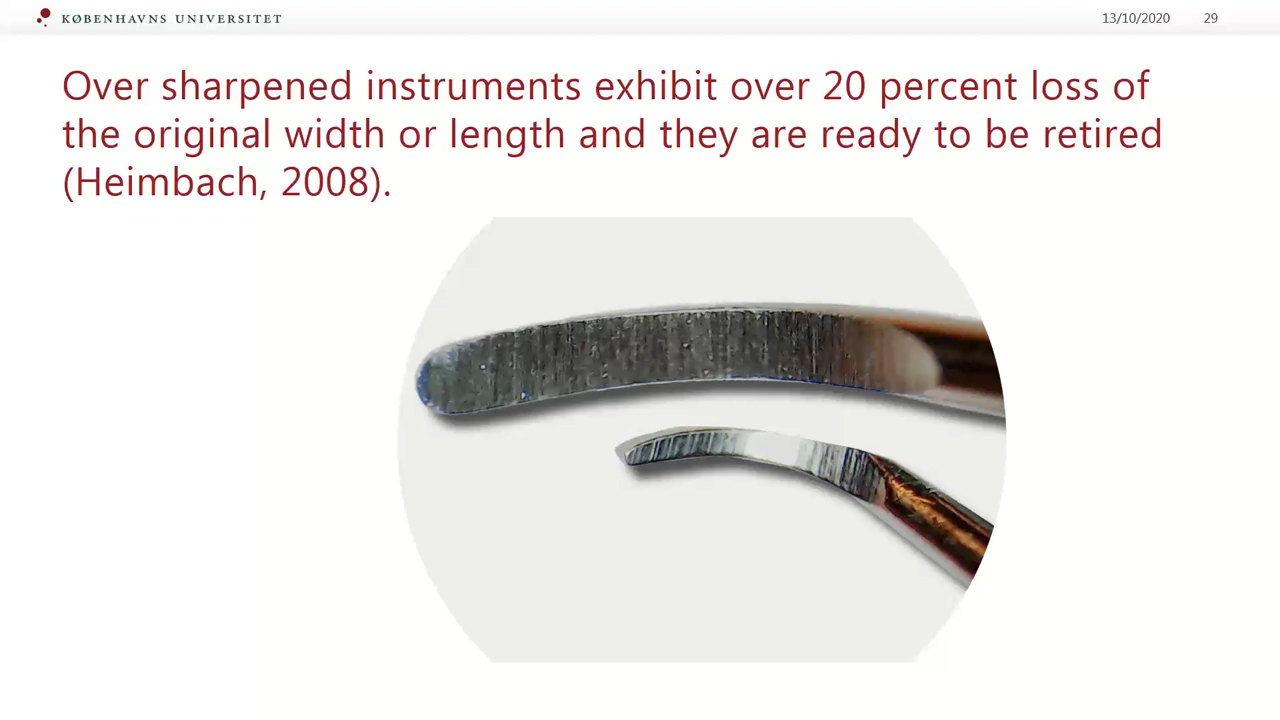 KØBENHAVNS UNIVERSITET
13/10/2020 29
Over sharpened instruments exhibit over 20 percent loss of
the original width or length and they are ready to be retired
(Heimbach, 2008).